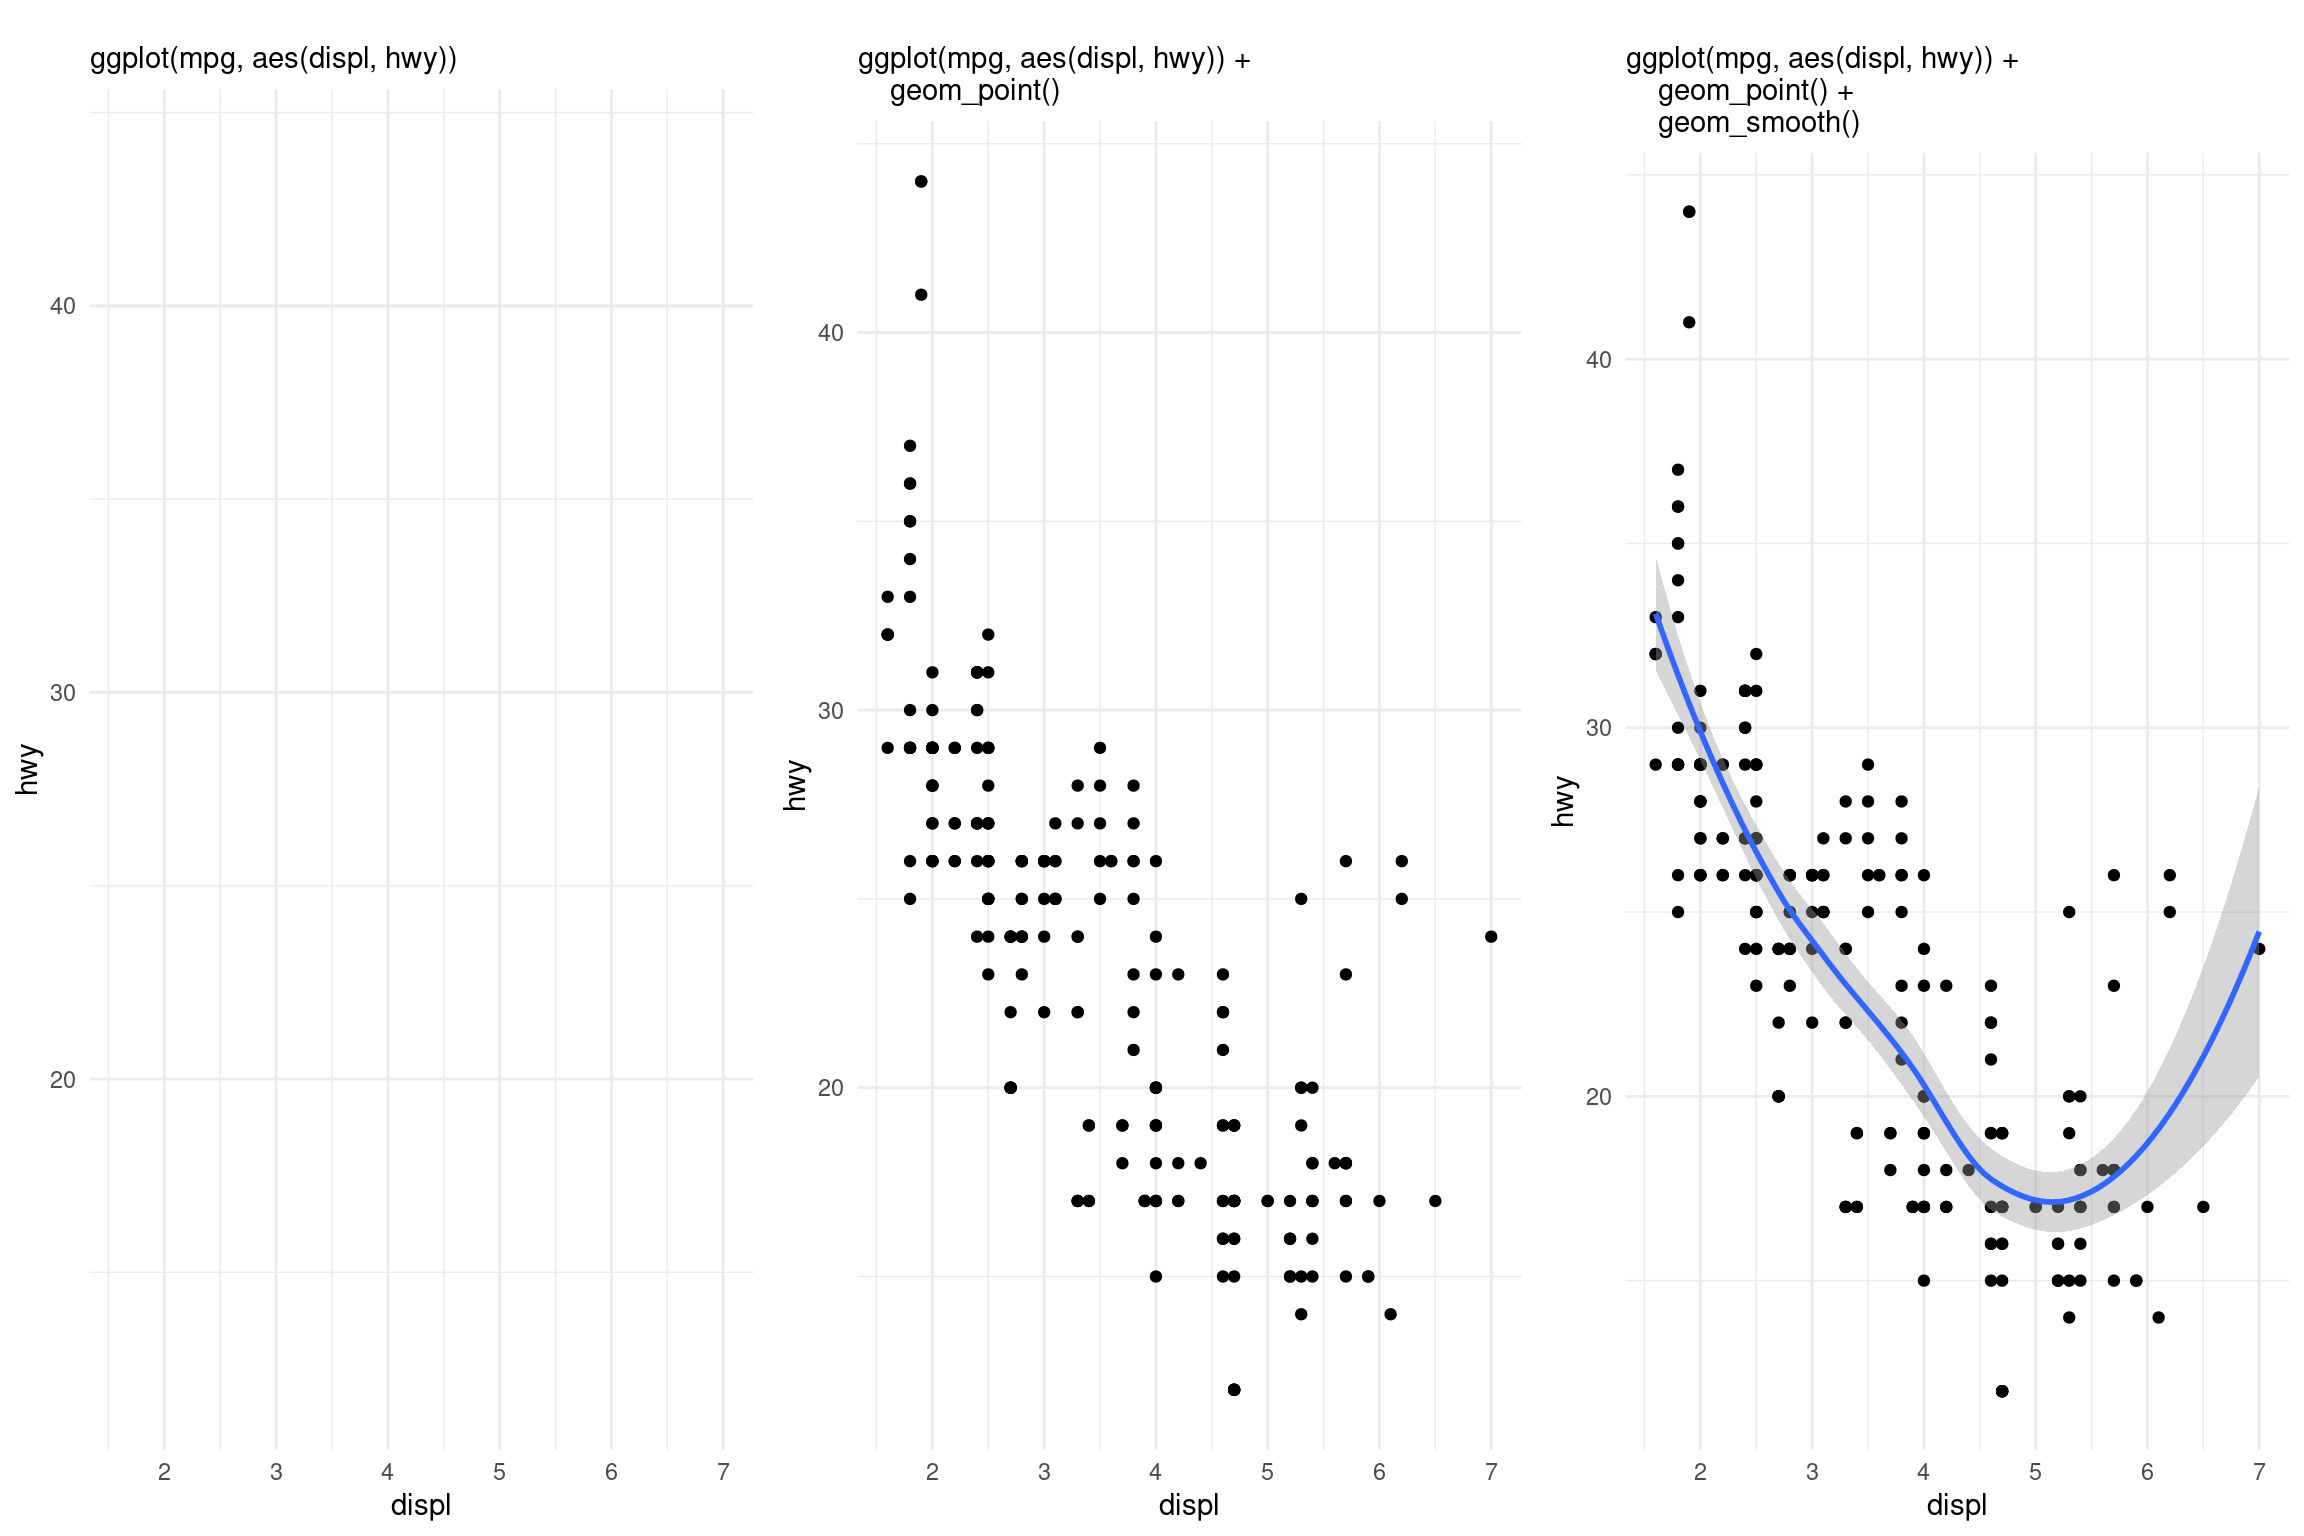 ggplot(mpg, aes(displ, hwy))
40
30
20
hwy
2 3 4 5 6 7
displ
ggplot(mpg, aes(displ, hwy)) +
geom_point()
40
30
20
hwy
2 3 4 5 6 7
displ
ggplot(mpg, aes(displ, hwy)) +
geom_point() +
geom_smooth()
40
30
20
hwy
2 3 4 5 6 7
displ